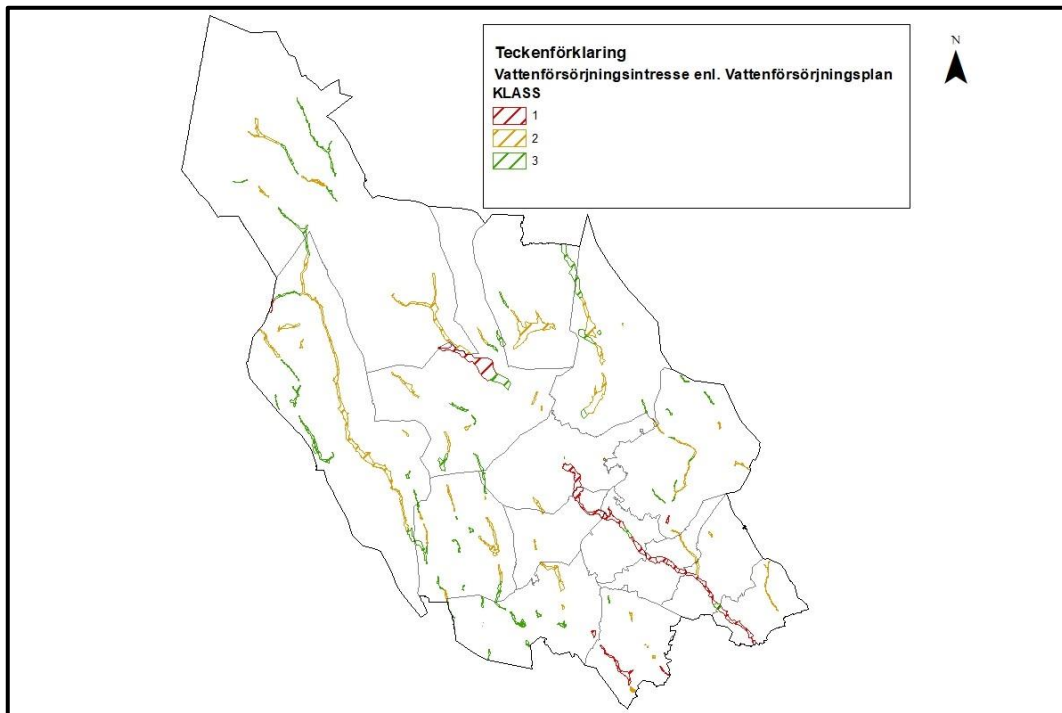 Teckenförklaring
Vattenförsörjningsintresse enl. Vattenförsörjningsplan
KLASS
1
2
3
N